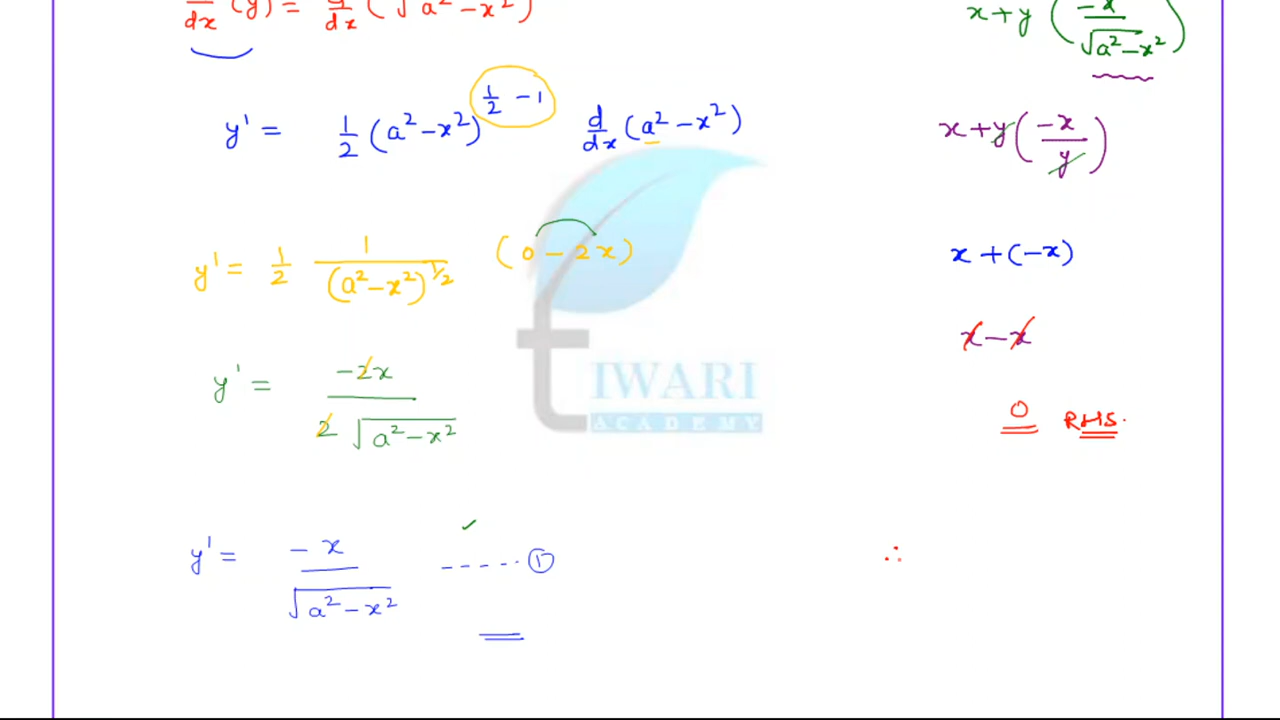 d/dx (y) = d/dx (√a² - x²)
y' = 1/2 (a² - x²)^(1/2 - 1) d/dx (a² - x²)
y' = 1/2 1/(a² - x²)^(1/2) (0 - 2x)
y' = -2x / 2√a² - x²
y' = -x / √a² - x² ------ ①
x + y (-x / √a² - x²)
x + y (-x / y)
x + (-x)
x - x
0 RHS.
∴
tIWARI
ACADEMY